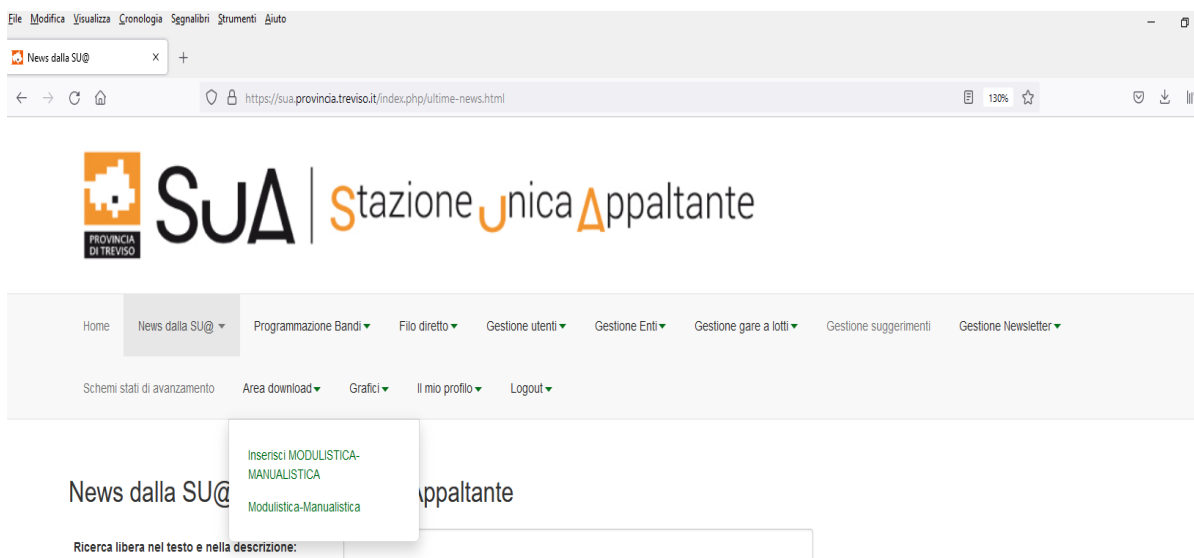 File Modifica Visualizza Cronologia Segnalibri Strumenti Aiuto
News dalla SU@
https://sua.provincia.treviso.it/index.php/ultime-news.html
130%
PROVINCIA
DI TREVISO
SUA | Stazione Unica Appaltante
Home News dalla SU@ Programmazione Bandi Filo diretto Gestione utenti Gestione Enti Gestione gare a lotti Gestione suggerimenti Gestione Newsletter
Schemi stati di avanzamento Area download Grafici Il mio profilo Logout
Inserisci MODULISTICA-
MANUALISTICA
Modulistica-Manualistica
News dalla SU@ Appaltante
Ricerca libera nel testo e nella descrizione: